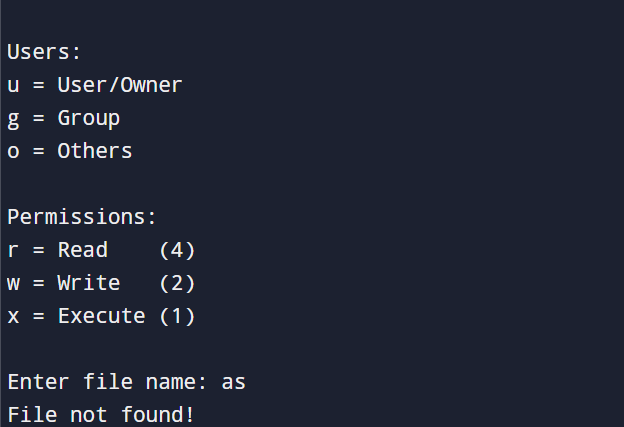 Users:
u = User/Owner
g = Group
o = Others
Permissions:
r = Read    (4)
w = Write   (2)
x = Execute (1)
Enter file name: as
File not found!